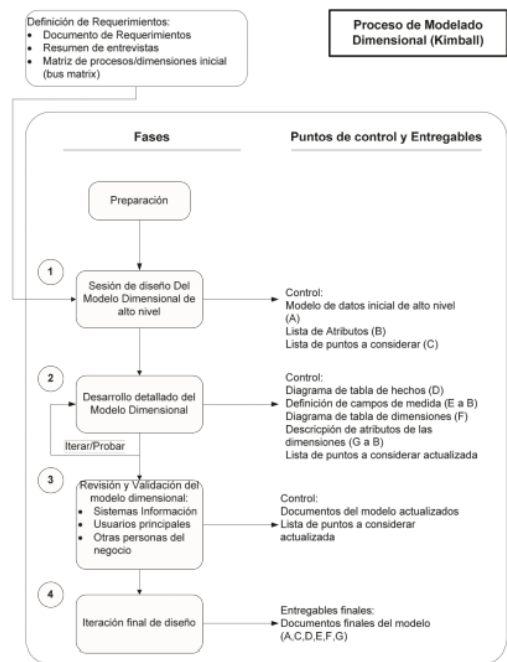 Definición de Requerimientos:
• Documento de Requerimientos
• Resumen de entrevistas
• Matriz de procesos/dimensiones inicial
(bus matrix)
Proceso de Modelado
Dimensional (Kimball)
Fases
Puntos de control y Entregables
Preparación
1
Sesión de diseño Del
Modelo Dimensional de
alto nivel
Control:
Modelo de datos inicial de alto nivel
(A)
Lista de Atributos (B)
Lista de puntos a considerar (C)
2
Desarrollo detallado del
Modelo Dimensional
Control:
Diagrama de tabla de hechos (D)
Definición de campos de medida (E a B)
Diagrama de tabla de dimensiones (F)
Descripción de atributos de las
dimensiones (G a B)
Lista de puntos a considerar actualizada
Iterar/Probar
3
Revisión y Validación del
modelo dimensional:
• Sistemas Información
• Usuarios principales
• Otras personas del
negocio
Control:
Documentos del modelo actualizados
Lista de puntos a considerar
actualizada
4
Iteración final de diseño
Entregables finales:
Documentos finales del modelo
(A,C,D,E,F,G)